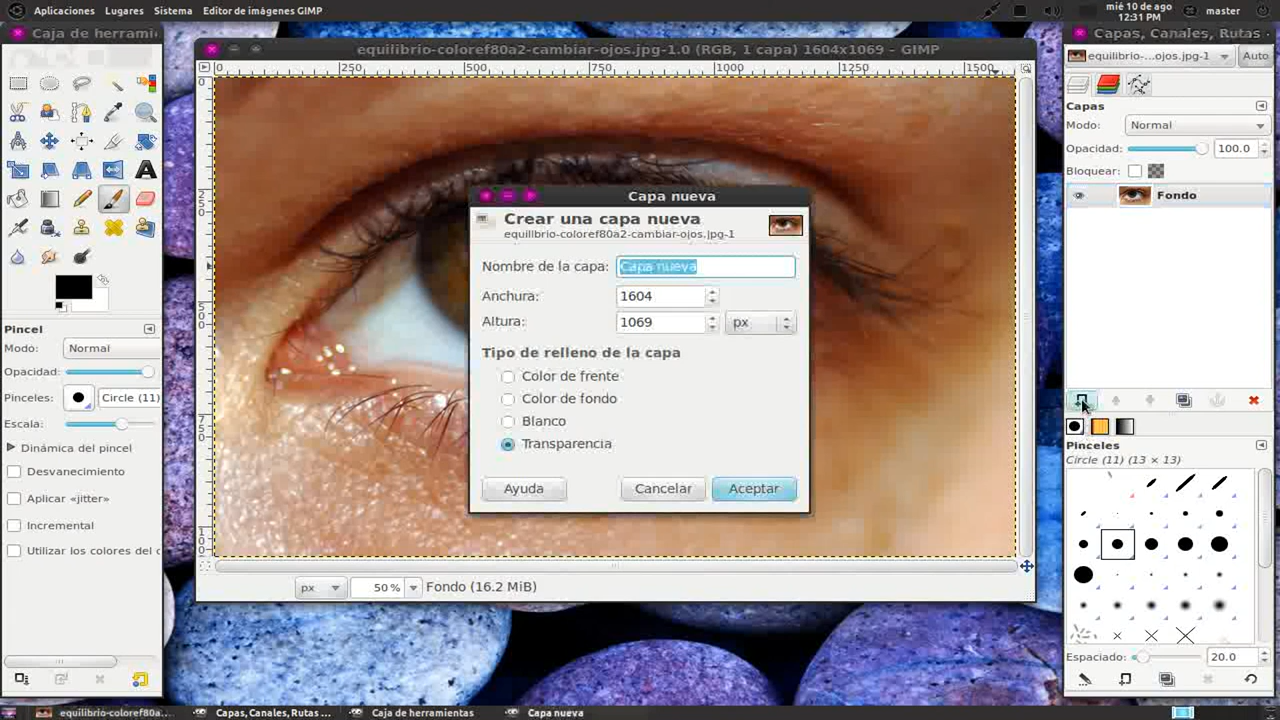 Aplicaciones Lugares Sistema Editor de imágenes GIMP
mié 10 de ago
12:31 PM
master
Caja de herrami
equilibrio-coloref80a2-cambiar-ojos.jpg-1.0 (RGB, 1 capa) 1604x1069 – GIMP
Capas, Canales, Rutas
0 250 500 750 1000 1250 1500
equilibrio-...ojos.jpg-1
Auto
Capas
Modo: Normal
Opacidad: 100.0
Bloquear:
Fondo
Capa nueva
Crear una capa nueva
equilibrio-coloref80a2-cambiar-ojos.jpg-1
Nombre de la capa: Capa nueva
Anchura: 1604
Altura: 1069 px
Tipo de relleno de la capa
Color de frente
Color de fondo
Blanco
Transparencia
Ayuda Cancelar Aceptar
0
250
500
750
Pincel
Modo: Normal
Opacidad:
Pinceles: Circle (11)
Escala:
Dinámica del pincel
Desvanecimiento
Aplicar «jitter»
Incremental
Utilizar los colores del c
px 50 % Fondo (16.2 MiB)
Pinceles
Circle (11) (13 × 13)
Espaciado: 20.0
equilibrio-coloref80a... Capas, Canales, Rutas ... Caja de herramientas Capa nueva